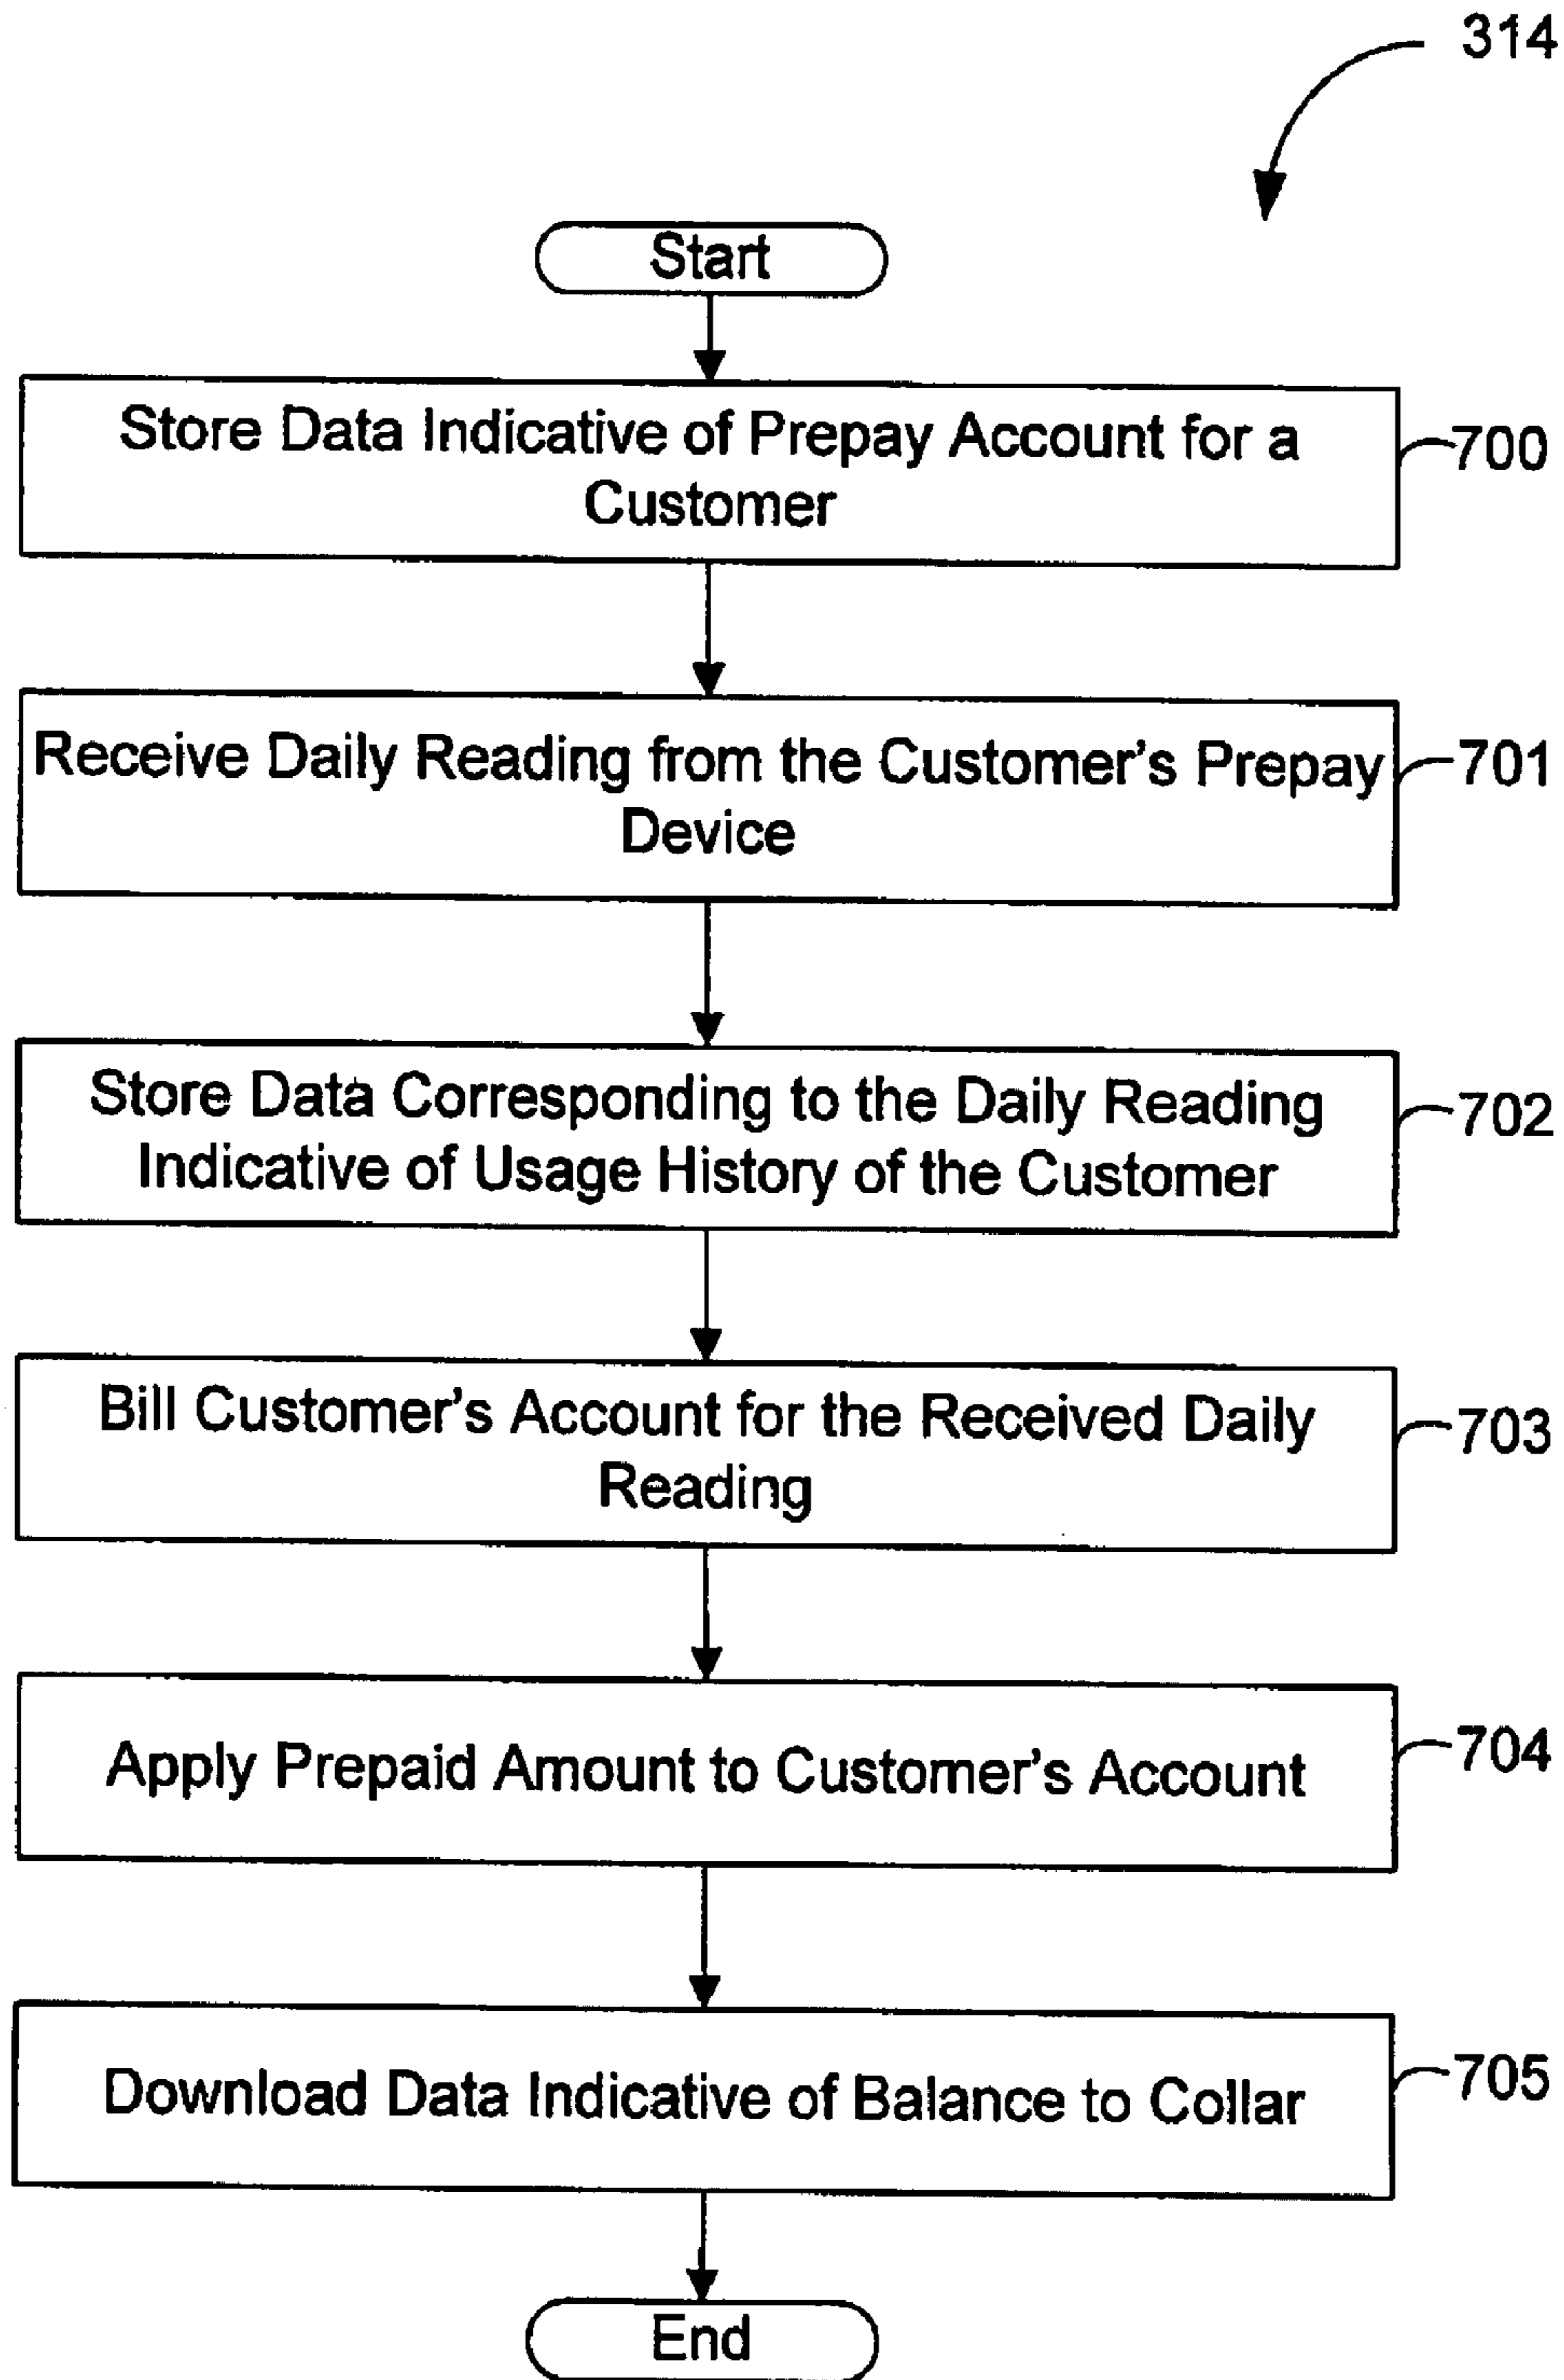 314
Start
Store Data Indicative of Prepay Account for a
Customer
700
Receive Daily Reading from the Customer's Prepay
Device
701
Store Data Corresponding to the Daily Reading
Indicative of Usage History of the Customer
702
Bill Customer's Account for the Received Daily
Reading
703
Apply Prepaid Amount to Customer's Account
704
Download Data Indicative of Balance to Collar
705
End